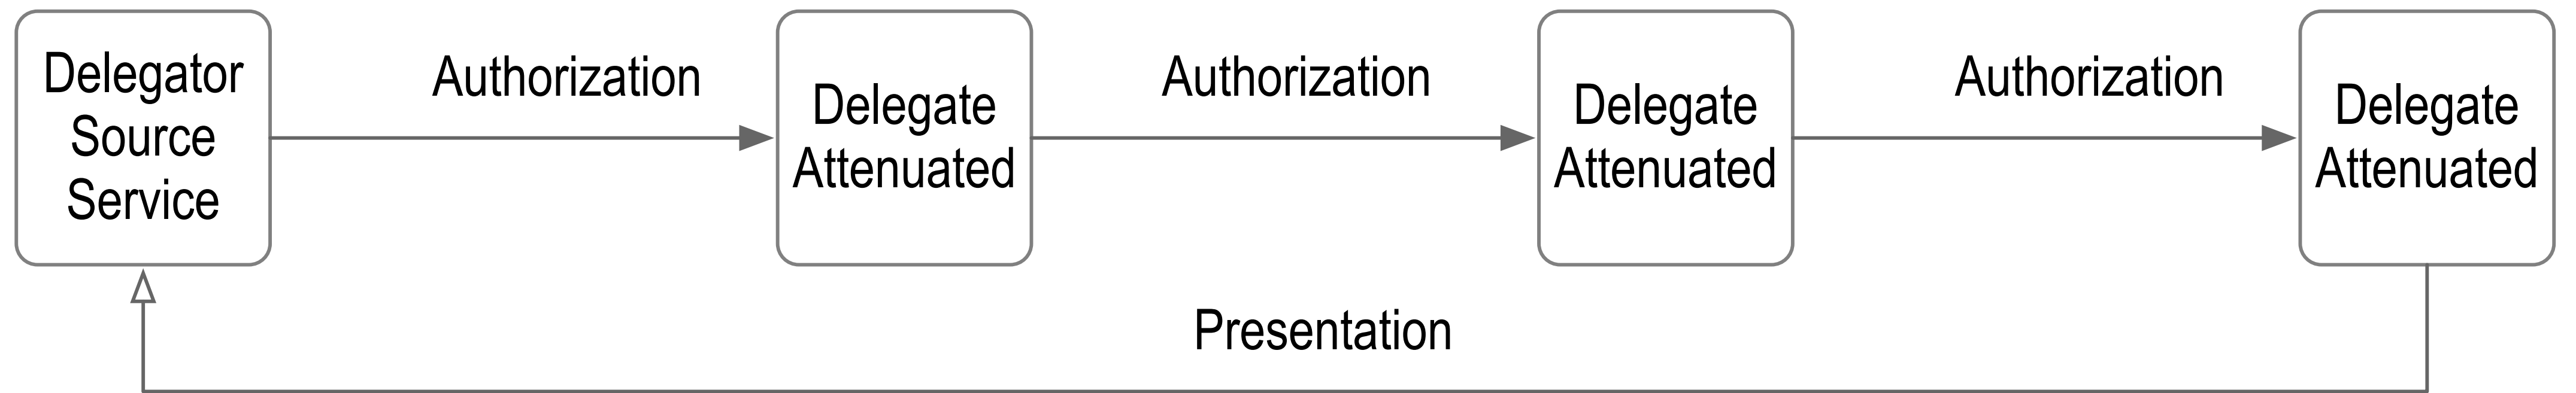 Delegator
Source
Service
Authorization
Delegate
Attenuated
Authorization
Delegate
Attenuated
Authorization
Delegate
Attenuated
Presentation